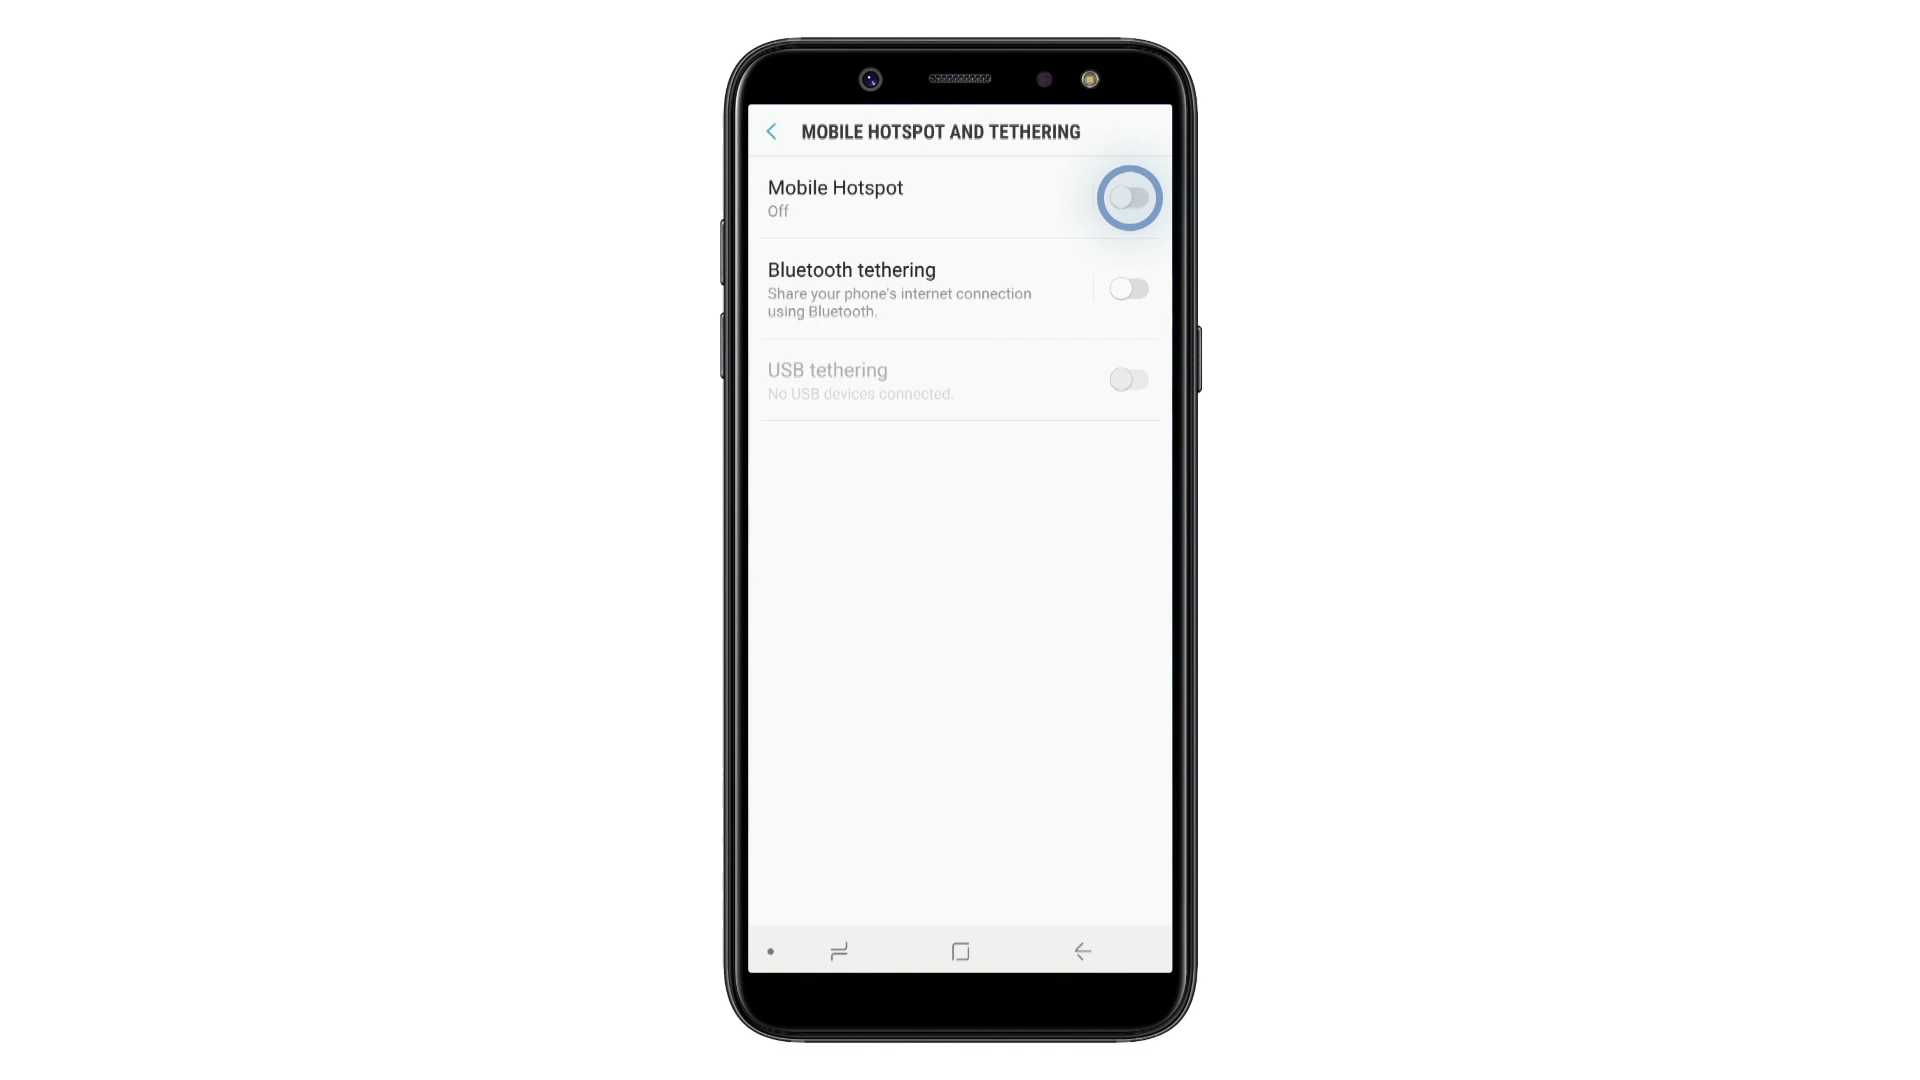 MOBILE HOTSPOT AND TETHERING
Mobile Hotspot
Off
Bluetooth tethering
Share your phone's internet connection
using Bluetooth.
USB tethering
No USB devices connected.